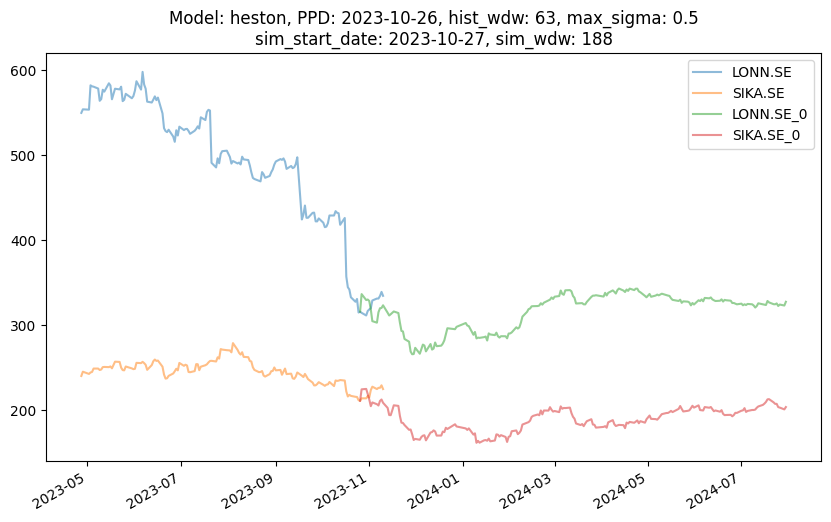 Model: heston, PPD: 2023-10-26, hist_wdw: 63, max_sigma: 0.5
sim_start_date: 2023-10-27, sim_wdw: 188
LONN.SE
SIKA.SE
LONN.SE_0
SIKA.SE_0
600
500
400
300
200
2023-05
2023-07
2023-09
2023-11
2024-01
2024-03
2024-05
2024-07